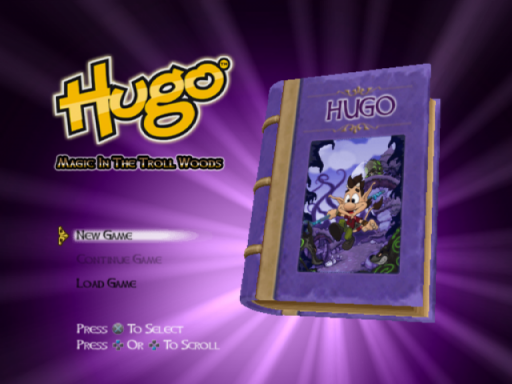 Hugo
TM
MAGIC IN THE TROLL WOODS
HUGO
NEW GAME
CONTINUE GAME
LOAD GAME
PRESS TO SELECT
PRESS OR TO SCROLL